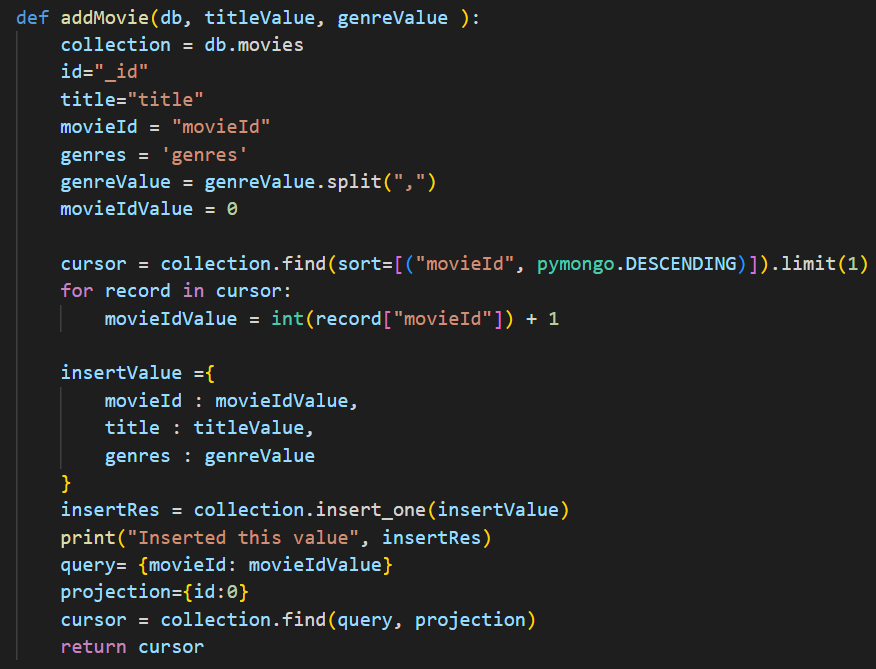 def addMovie(db, titleValue, genreValue ):
    collection = db.movies
    id="_id"
    title="title"
    movieId = "movieId"
    genres = 'genres'
    genreValue = genreValue.split(",")
    movieIdValue = 0

    cursor = collection.find(sort=[("movieId", pymongo.DESCENDING)]).limit(1)
    for record in cursor:
        movieIdValue = int(record["movieId"]) + 1

    insertValue ={
        movieId : movieIdValue,
        title : titleValue,
        genres : genreValue
    }
    insertRes = collection.insert_one(insertValue)
    print("Inserted this value", insertRes)
    query= {movieId: movieIdValue}
    projection={id:0}
    cursor = collection.find(query, projection)
    return cursor